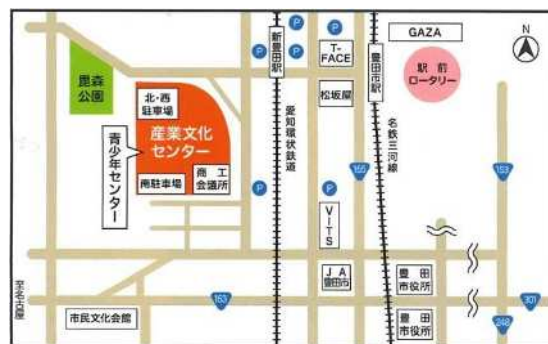 毘森
公園
北・西
駐車場
産業文化
センター
青少年センター
南駐車場
商工
会議所
新豊田駅
愛知環状鉄道
P
P
P
P
P
P
T-
FACE
松坂屋
豊田市駅
名鉄三河線
GAZA
駅前
ロータリー
N
155
153
VITS
JA
豊田市
豊田
市役所
豊田
市役所
至名古屋
市民文化会館
153
301
248